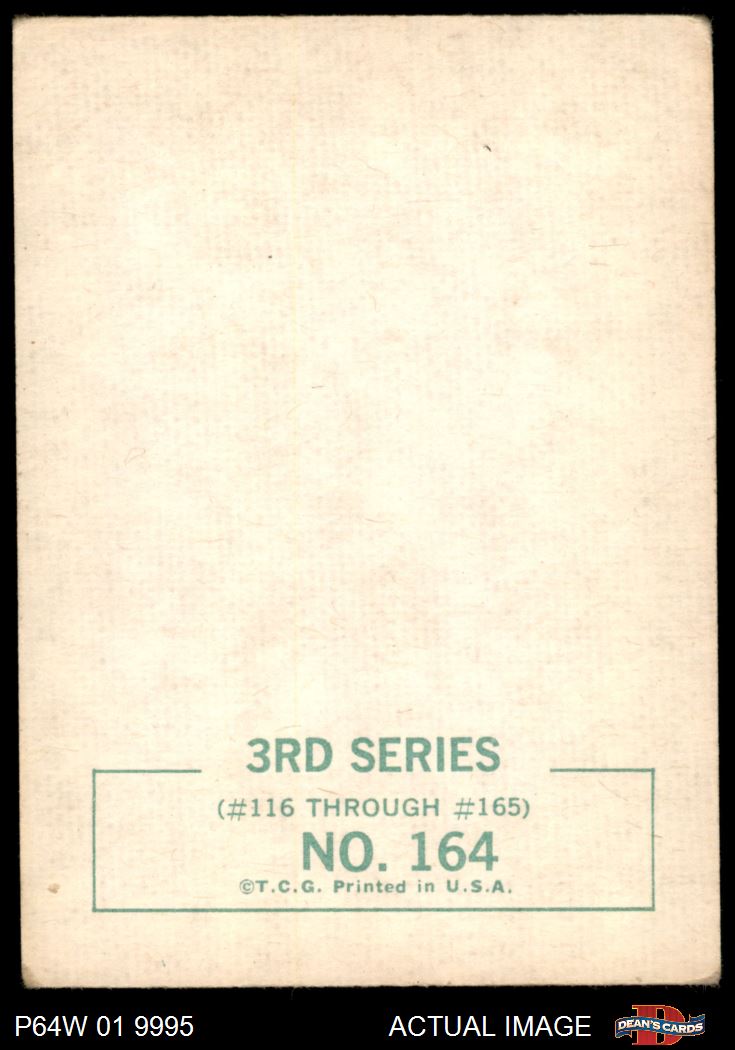 3RD SERIES
(#116 THROUGH #165)
NO. 164
©T.C.G. Printed in U.S.A.
P64W 01 9995
ACTUAL IMAGE
D
DEAN'S CARDS